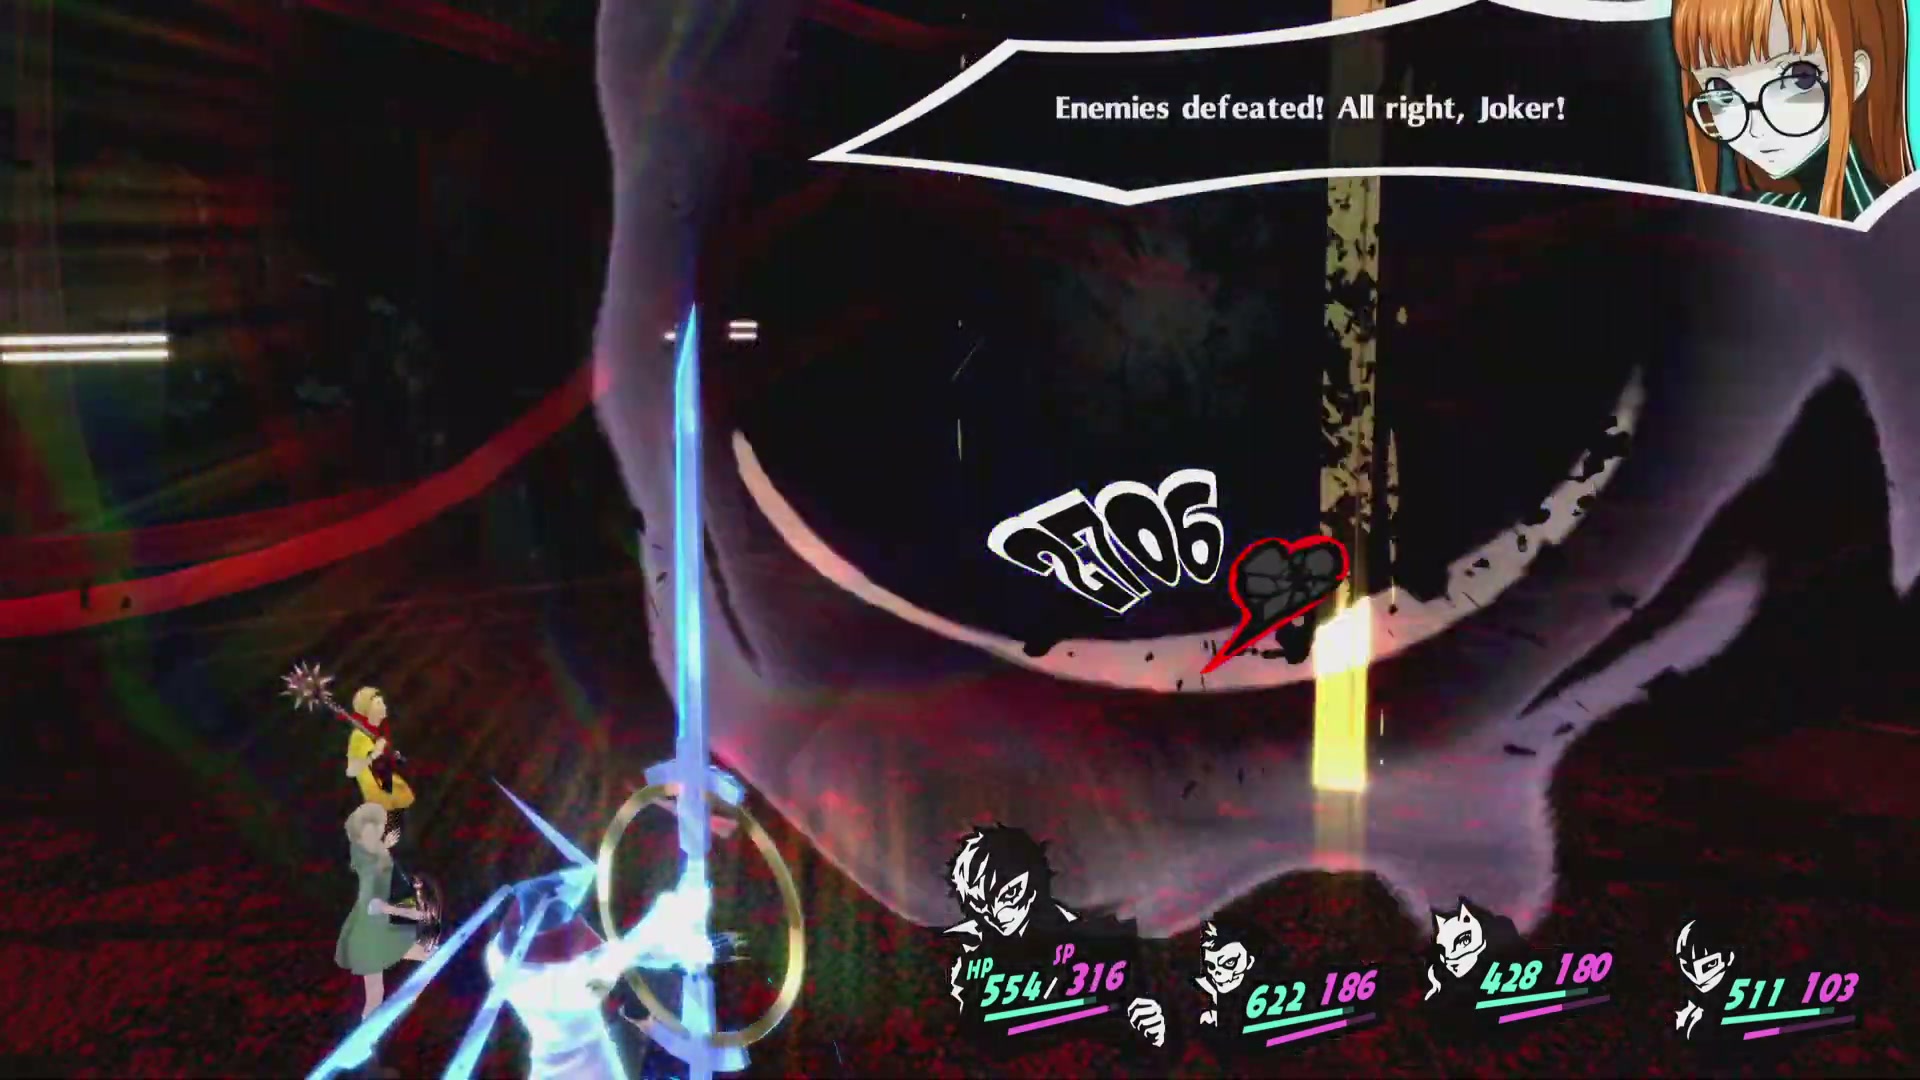 Enemies defeated! All right, Joker!
2706
HP 554/ SP 316
622 186
428 180
511 103